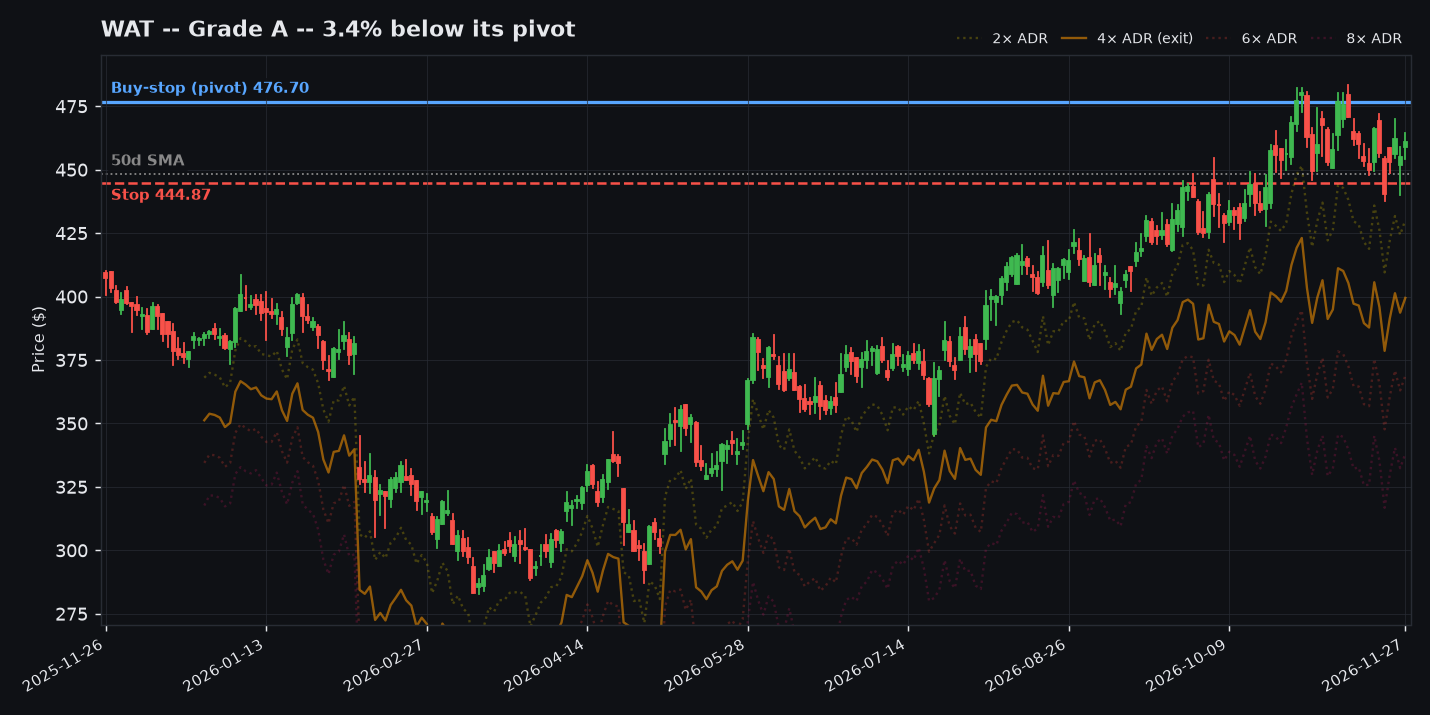 WAT -- Grade A -- 3.4% below its pivot
2× ADR
4× ADR (exit)
6× ADR
8× ADR
Buy-stop (pivot) 476.70
50d SMA
Stop 444.87
Price ($)
475
450
425
400
375
350
325
300
275
2025-11-26
2026-01-13
2026-02-27
2026-04-14
2026-05-28
2026-07-14
2026-08-26
2026-10-09
2026-11-27